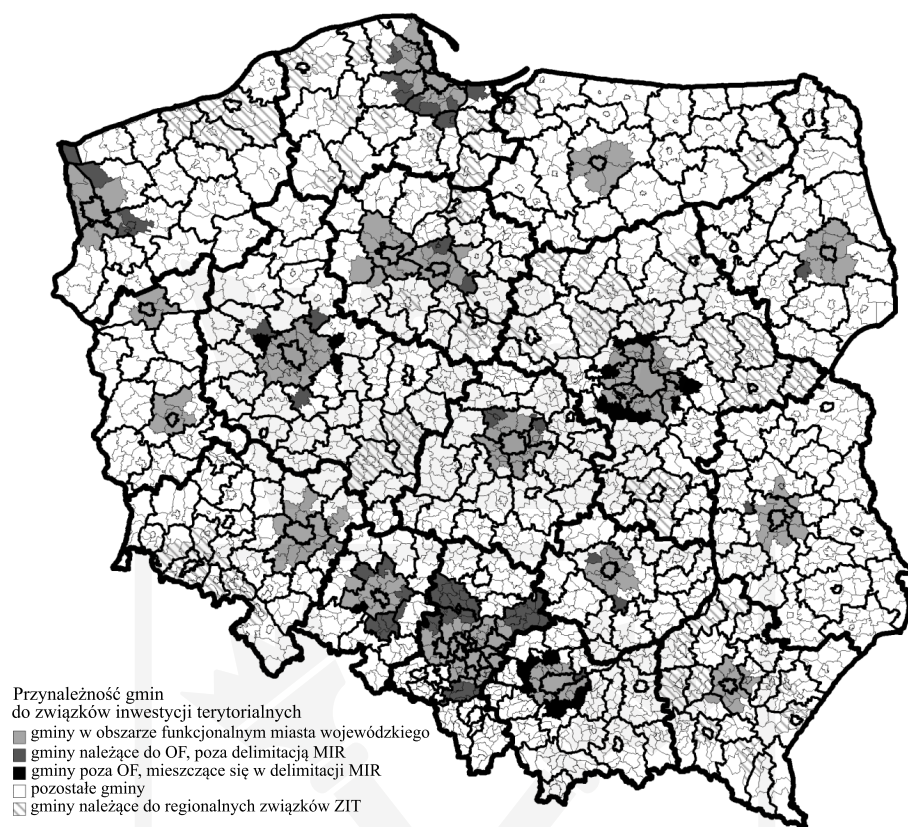 Przynależność gmin
do związków inwestycji terytorialnych
gminy w obszarze funkcjonalnym miasta wojewódzkiego
gminy należące do OF, poza delimitacją MIR
gminy poza OF, mieszczące się w delimitacji MIR
pozostałe gminy
gminy należące do regionalnych związków ZIT